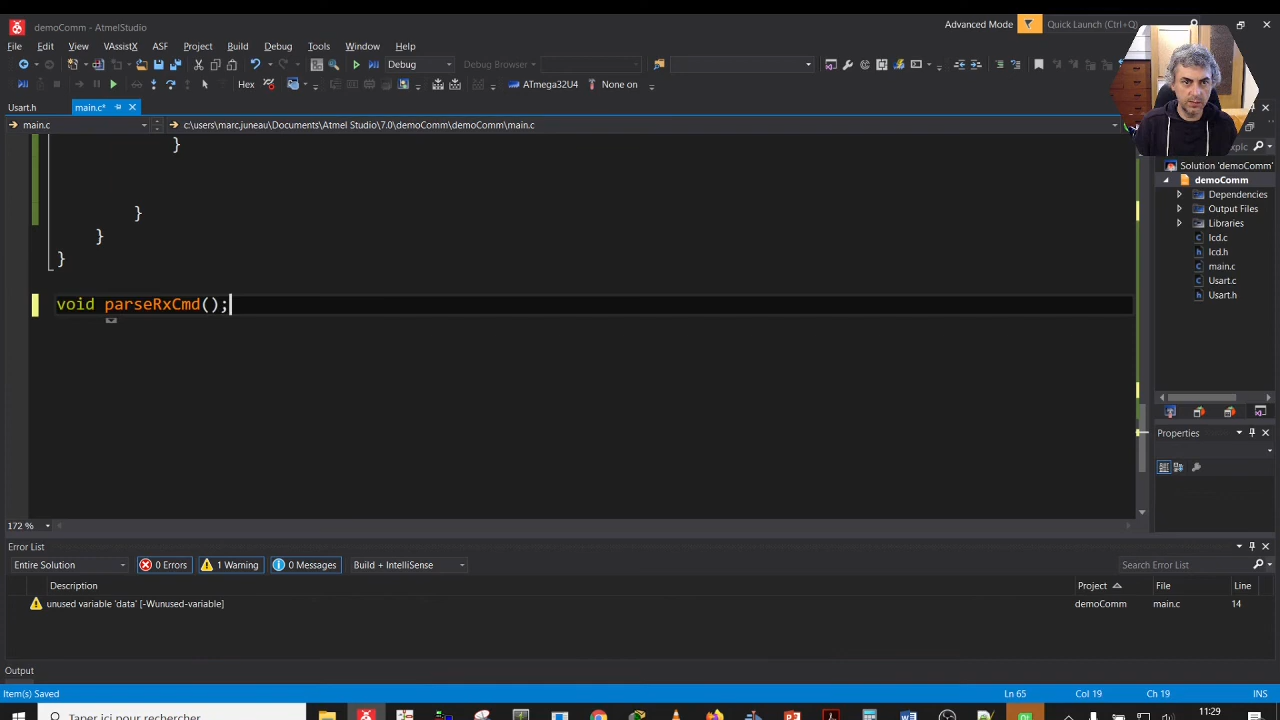 demoComm - AtmelStudio
Advanced Mode
Quick Launch (Ctrl+Q)
File Edit View VAssistX ASF Project Build Debug Tools Window Help
Debug
Debug Browser
Hex
ATmega32U4
None on
Usart.h
main.c*
main.c
c:\users\marc.juneau\Documents\Atmel Studio\7.0\demoComm\demoComm\main.c
}
}
}
}
void parseRxCmd();
172 %
Solution 'demoComm'
demoComm
Dependencies
Output Files
Libraries
lcd.c
lcd.h
main.c
Usart.c
Usart.h
Properties
Error List
Entire Solution
0 Errors
1 Warning
0 Messages
Build + IntelliSense
Search Error List
Description Project File Line
unused variable 'data' [-Wunused-variable] demoComm main.c 14
Output
Item(s) Saved Ln 65 Col 19 Ch 19 INS
Taper ici pour rechercher
11:29